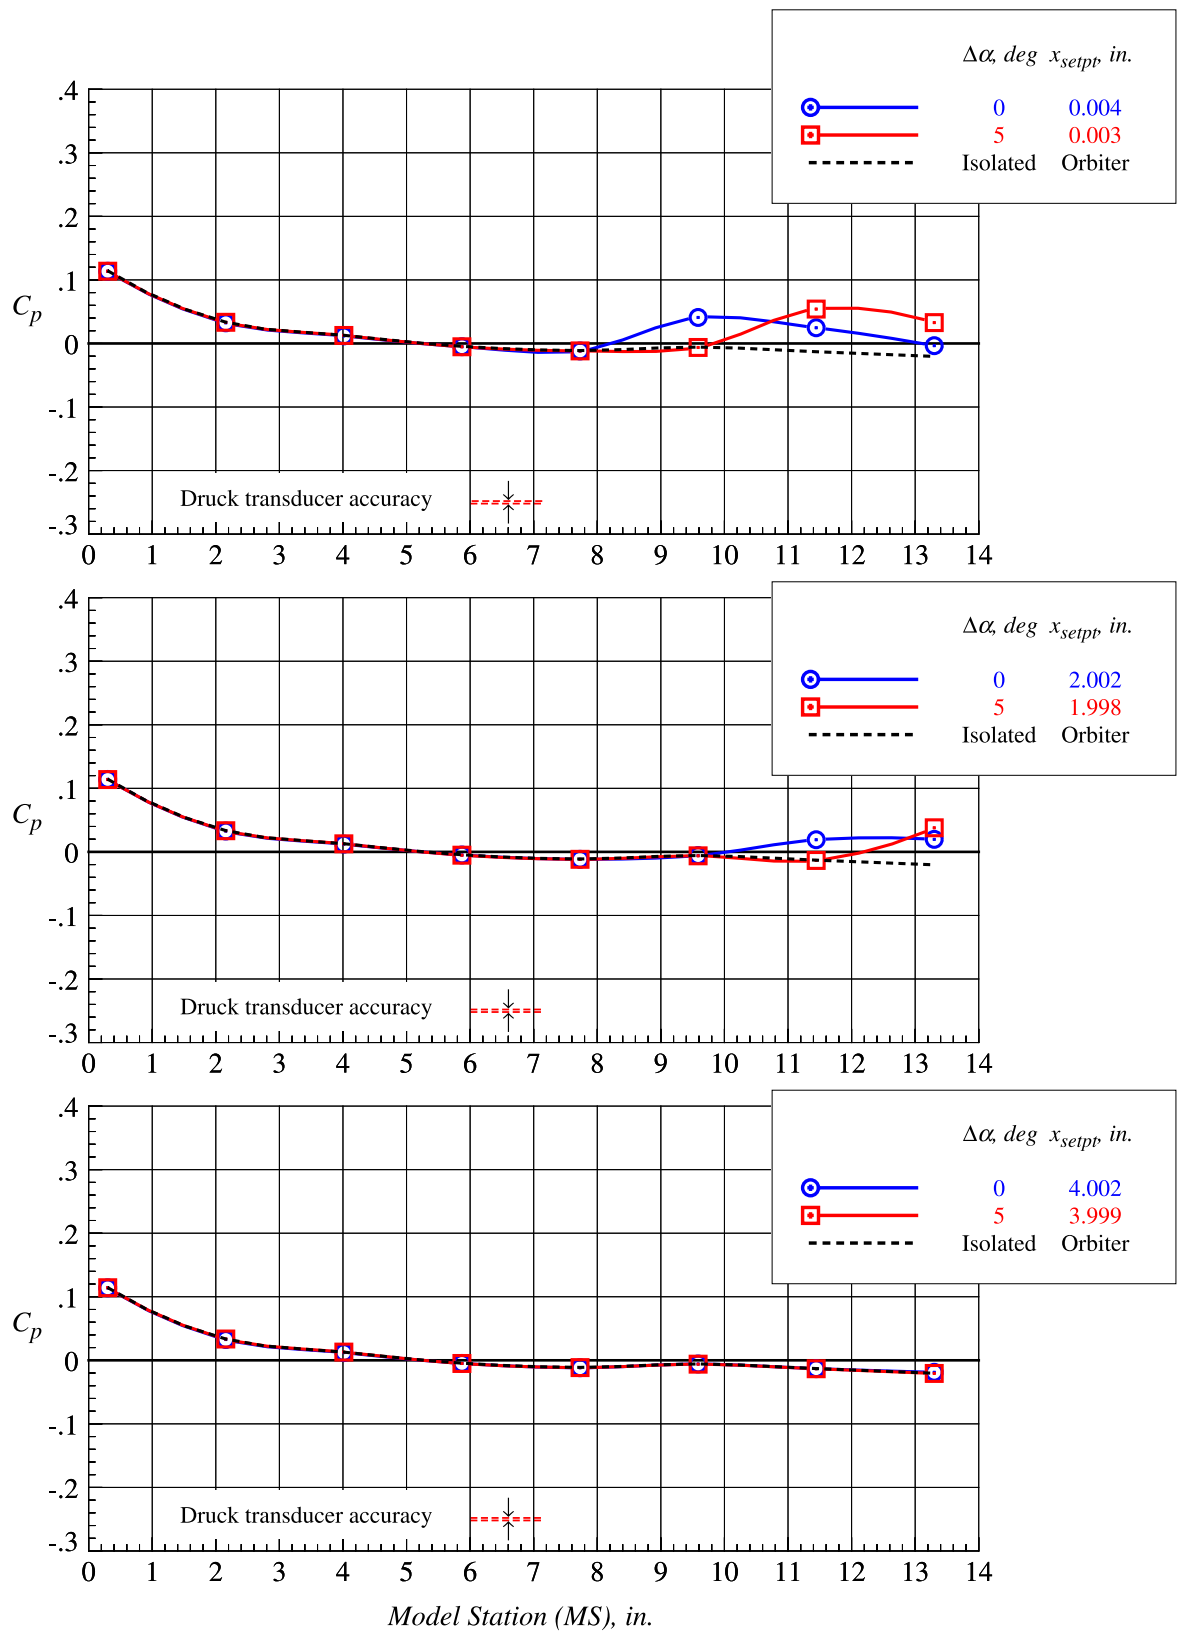 Δα, deg x_setpt, in.
0 0.004
5 0.003
Isolated Orbiter
.4
.3
.2
.1
C_p
0
-.1
-.2
Druck transducer accuracy
-.3
0 1 2 3 4 5 6 7 8 9 10 11 12 13 14
Δα, deg x_setpt, in.
0 2.002
5 1.998
Isolated Orbiter
.4
.3
.2
.1
C_p
0
-.1
-.2
Druck transducer accuracy
-.3
0 1 2 3 4 5 6 7 8 9 10 11 12 13 14
Δα, deg x_setpt, in.
0 4.002
5 3.999
Isolated Orbiter
.4
.3
.2
.1
C_p
0
-.1
-.2
Druck transducer accuracy
-.3
0 1 2 3 4 5 6 7 8 9 10 11 12 13 14
Model Station (MS), in.